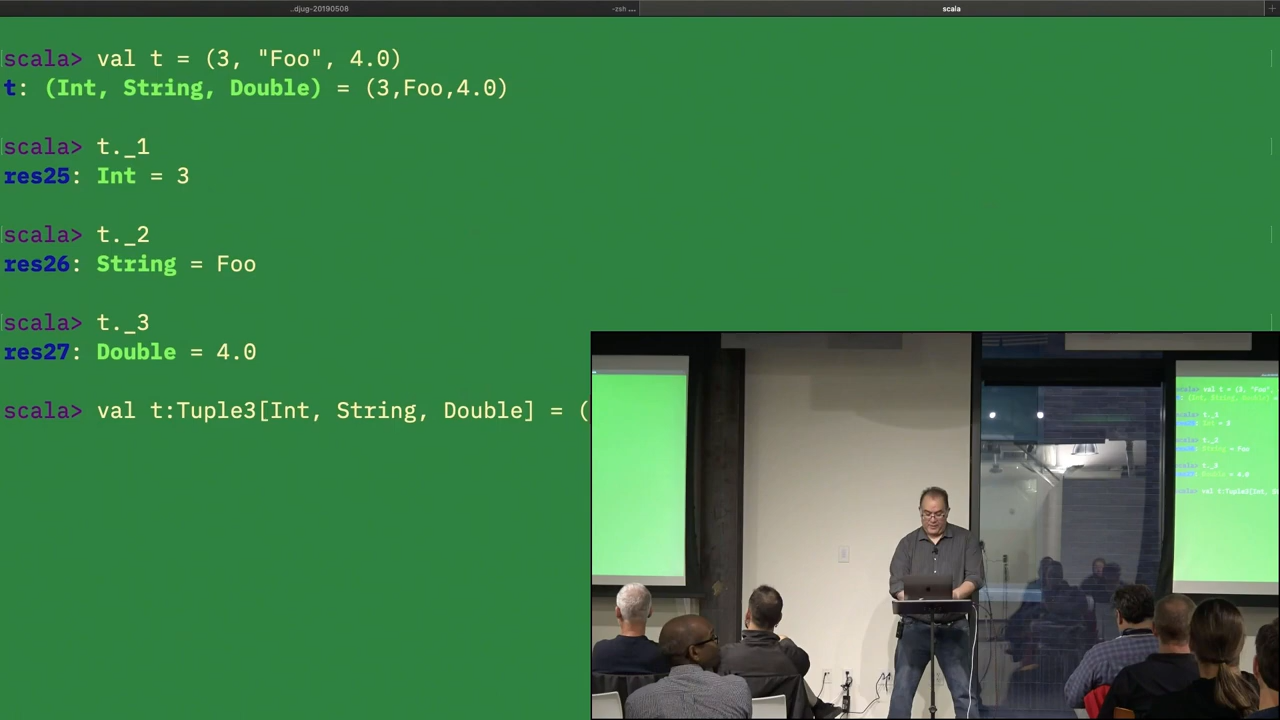 ..djug-20190508
-zsh ...
scala
scala> val t = (3, "Foo", 4.0)
t: (Int, String, Double) = (3,Foo,4.0)
scala> t._1
res25: Int = 3
scala> t._2
res26: String = Foo
scala> t._3
res27: Double = 4.0
scala> val t:Tuple3[Int, String, Double] = (